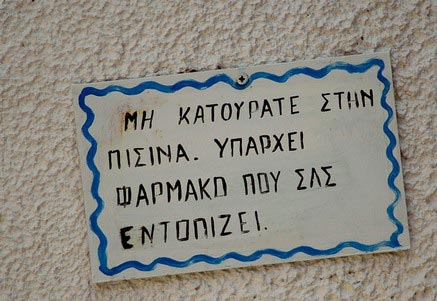 ΜΗ ΚΑΤΟΥΡΑΤΕ ΣΤΗΝ
ΠΙΣΙΝΑ. ΥΠΑΡΧΕΙ
ΦΑΡΜΑΚΟ ΠΟΥ ΣΑΣ
ΕΝΤΟΠΙΖΕΙ.